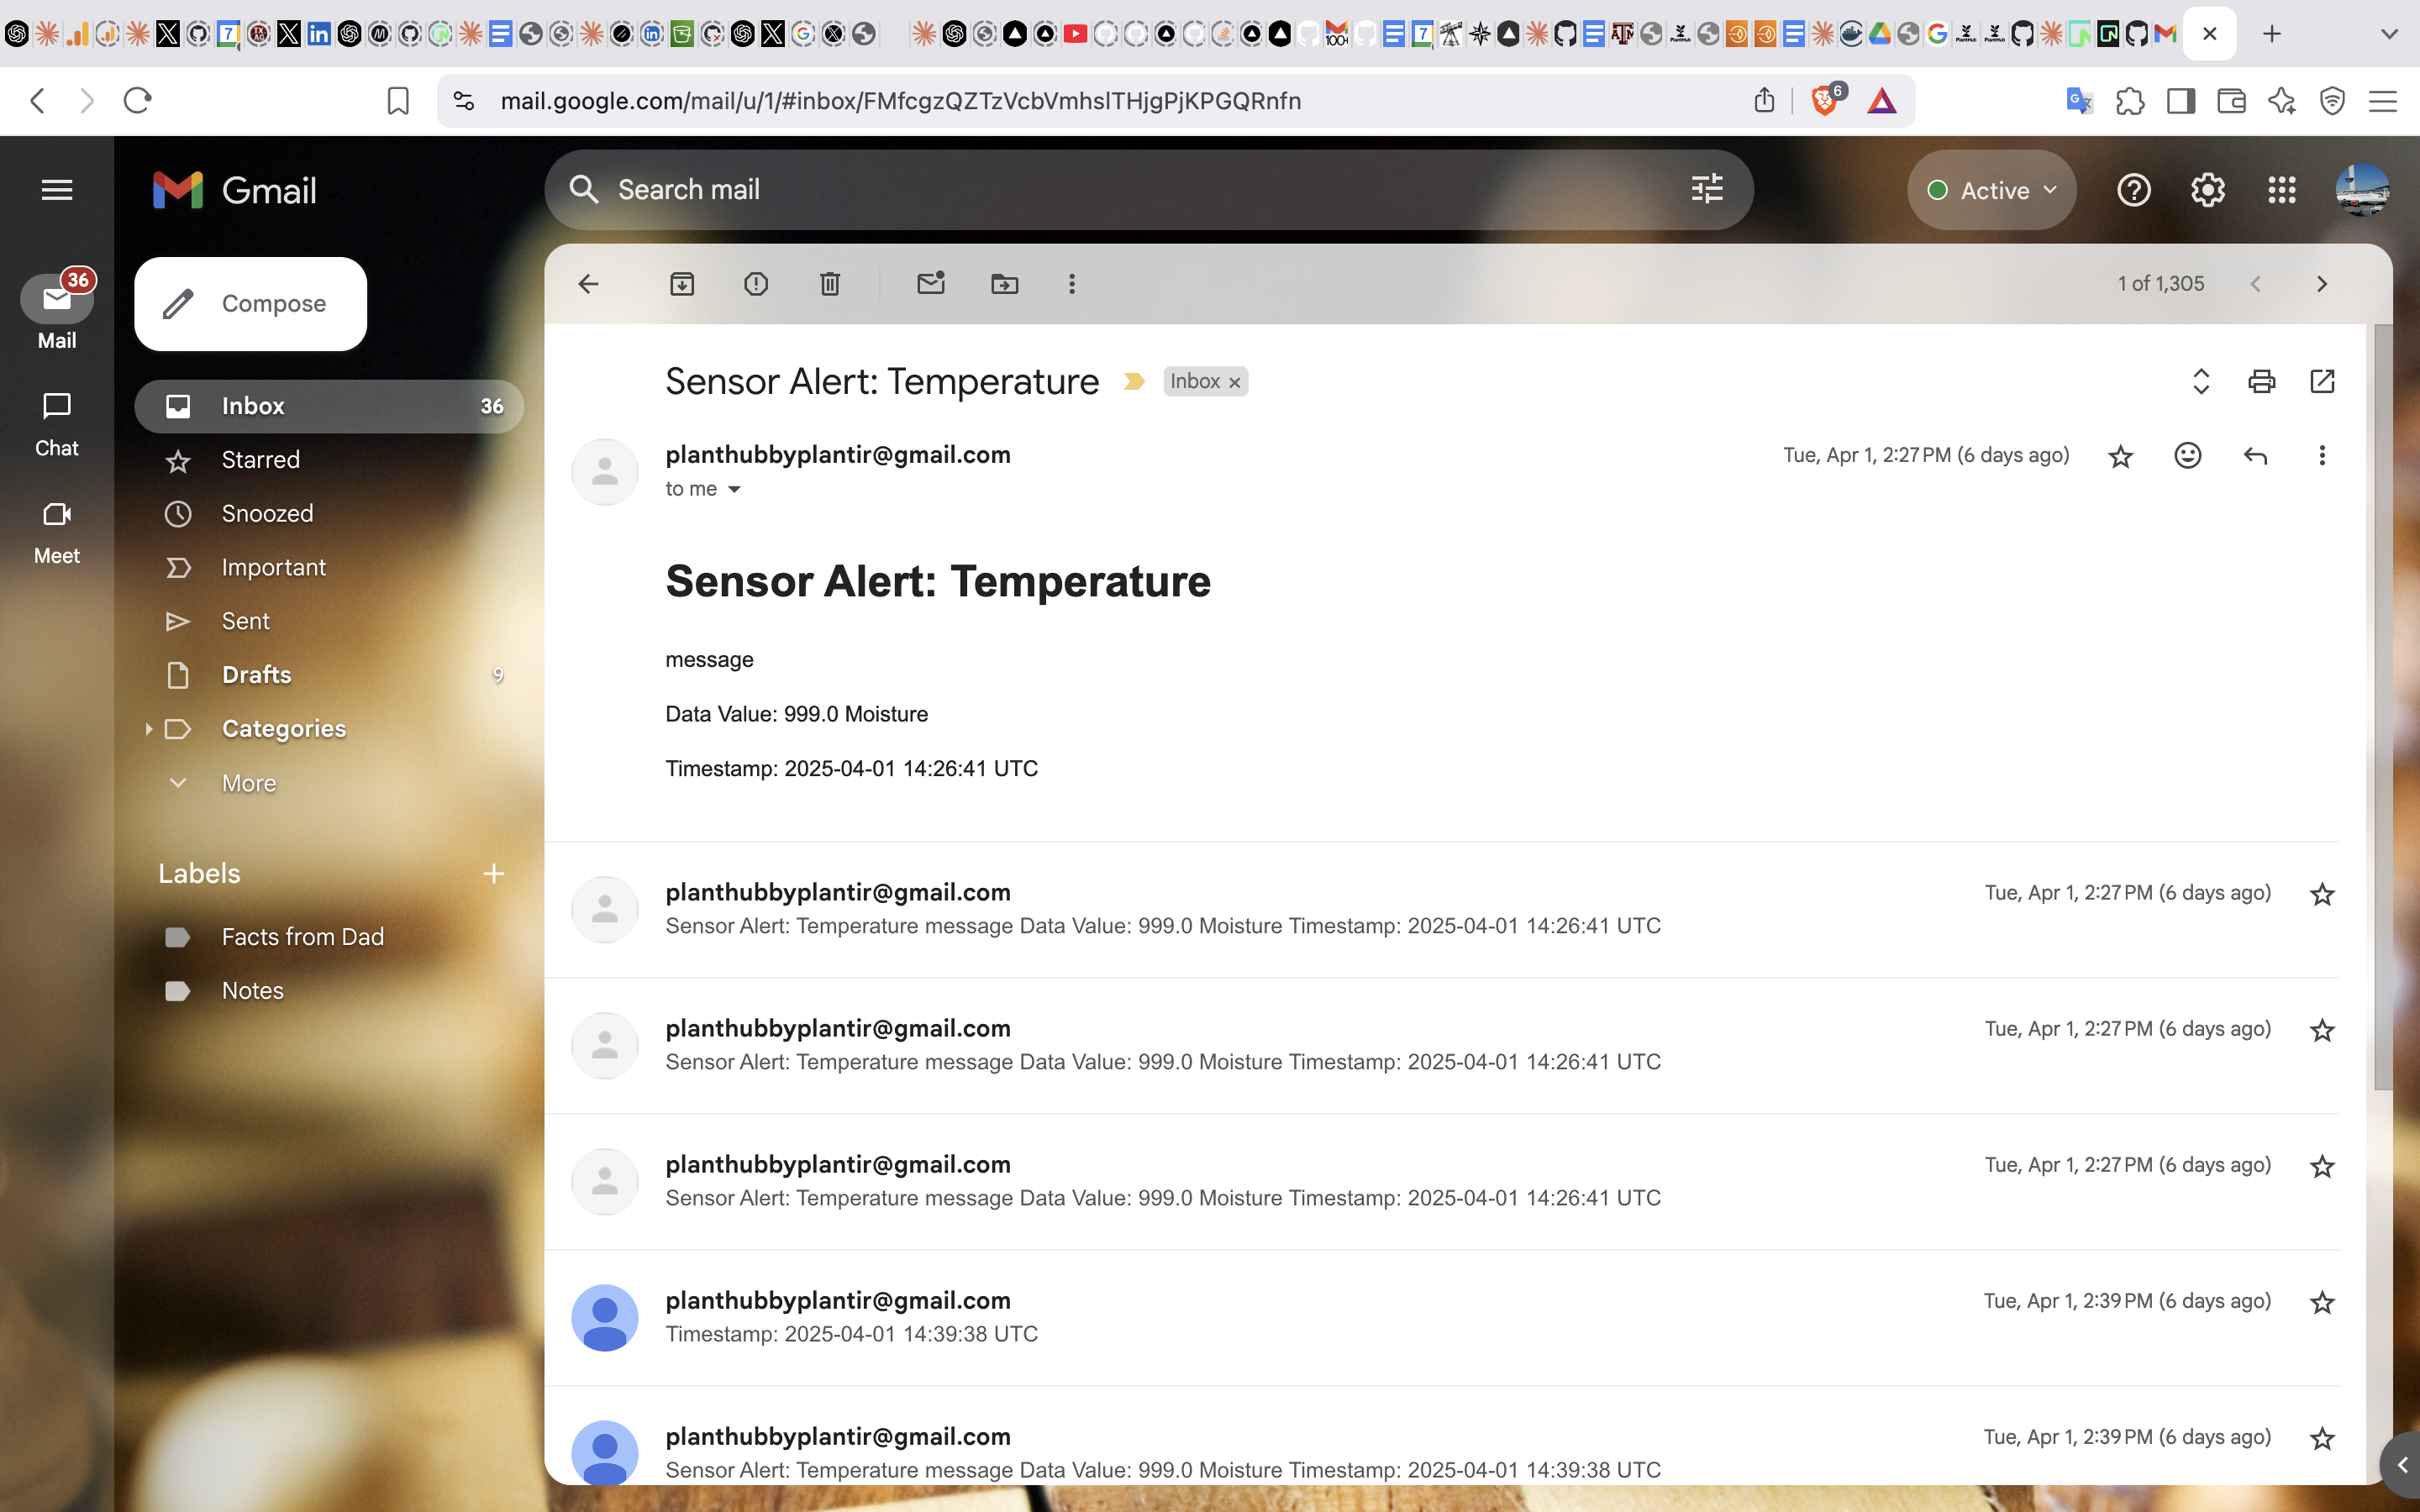 mail.google.com/mail/u/1/#inbox/FMfcgzQZTzVcbVmhslTHjgPjKPGQRnfn
6
Gmail
Search mail
Active
36
Mail
Chat
Meet
Compose
Inbox 36
Starred
Snoozed
Important
Sent
Drafts 9
Categories
More
Labels
Facts from Dad
Notes
1 of 1,305
Sensor Alert: Temperature Inbox x
planthubbyplantir@gmail.com Tue, Apr 1, 2:27 PM (6 days ago)
to me
Sensor Alert: Temperature
message
Data Value: 999.0 Moisture
Timestamp: 2025-04-01 14:26:41 UTC
planthubbyplantir@gmail.com Tue, Apr 1, 2:27 PM (6 days ago)
Sensor Alert: Temperature message Data Value: 999.0 Moisture Timestamp: 2025-04-01 14:26:41 UTC
planthubbyplantir@gmail.com Tue, Apr 1, 2:27 PM (6 days ago)
Sensor Alert: Temperature message Data Value: 999.0 Moisture Timestamp: 2025-04-01 14:26:41 UTC
planthubbyplantir@gmail.com Tue, Apr 1, 2:27 PM (6 days ago)
Sensor Alert: Temperature message Data Value: 999.0 Moisture Timestamp: 2025-04-01 14:26:41 UTC
planthubbyplantir@gmail.com Tue, Apr 1, 2:39 PM (6 days ago)
Timestamp: 2025-04-01 14:39:38 UTC
planthubbyplantir@gmail.com Tue, Apr 1, 2:39 PM (6 days ago)
Sensor Alert: Temperature message Data Value: 999.0 Moisture Timestamp: 2025-04-01 14:39:38 UTC